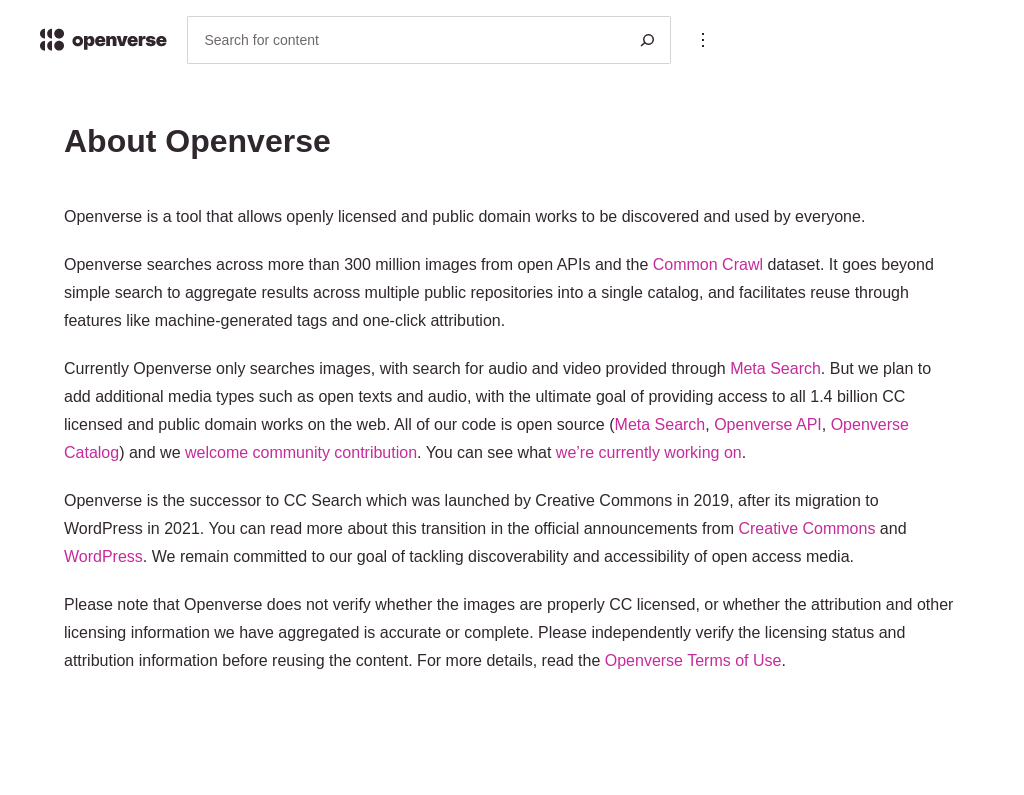 openverse
Search for content
About Openverse
Openverse is a tool that allows openly licensed and public domain works to be discovered and used by everyone.
Openverse searches across more than 300 million images from open APIs and the Common Crawl dataset. It goes beyond
simple search to aggregate results across multiple public repositories into a single catalog, and facilitates reuse through
features like machine-generated tags and one-click attribution.
Currently Openverse only searches images, with search for audio and video provided through Meta Search. But we plan to
add additional media types such as open texts and audio, with the ultimate goal of providing access to all 1.4 billion CC
licensed and public domain works on the web. All of our code is open source (Meta Search, Openverse API, Openverse
Catalog) and we welcome community contribution. You can see what we’re currently working on.
Openverse is the successor to CC Search which was launched by Creative Commons in 2019, after its migration to
WordPress in 2021. You can read more about this transition in the official announcements from Creative Commons and
WordPress. We remain committed to our goal of tackling discoverability and accessibility of open access media.
Please note that Openverse does not verify whether the images are properly CC licensed, or whether the attribution and other
licensing information we have aggregated is accurate or complete. Please independently verify the licensing status and
attribution information before reusing the content. For more details, read the Openverse Terms of Use.